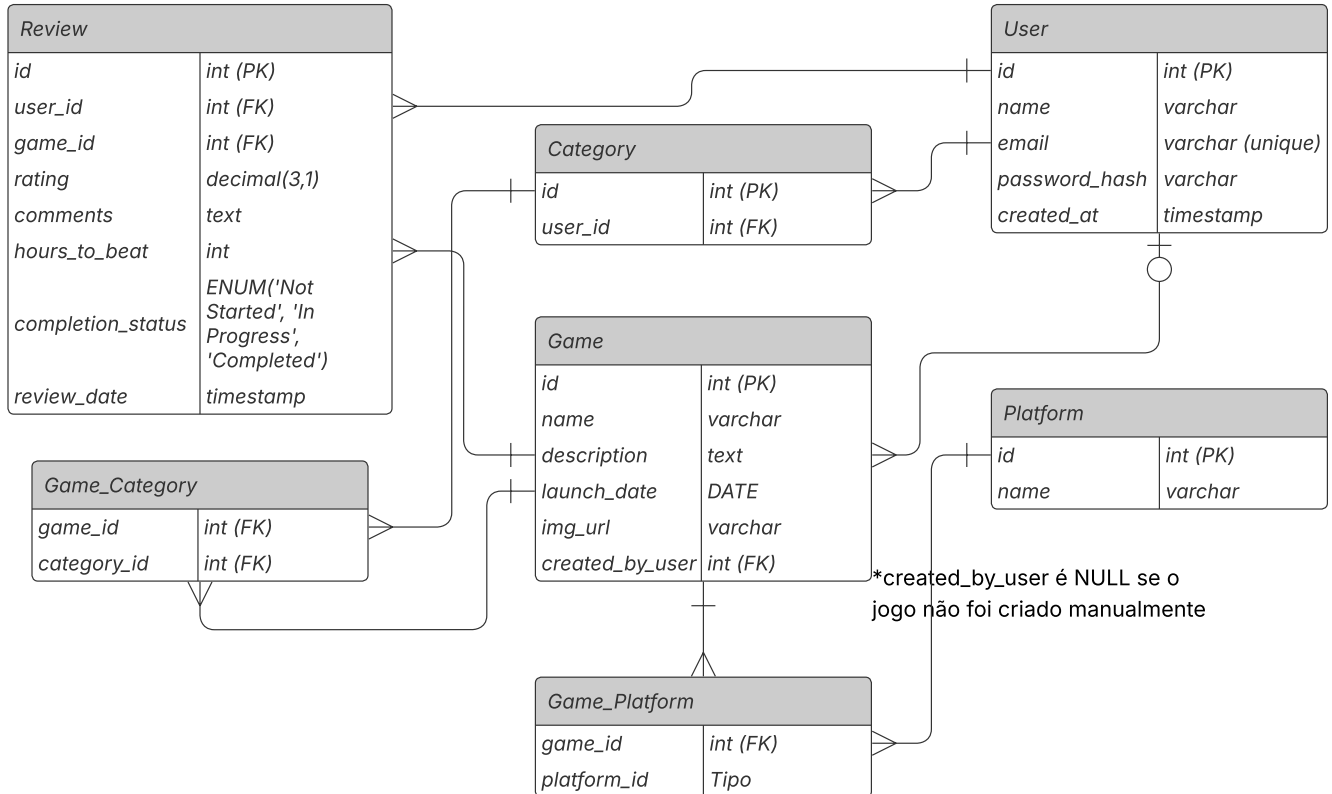 Review
id int (PK)
user_id int (FK)
game_id int (FK)
rating decimal(3,1)
comments text
hours_to_beat int
completion_status ENUM('Not
Started', 'In
Progress',
'Completed')
review_date timestamp
User
id int (PK)
name varchar
email varchar (unique)
password_hash varchar
created_at timestamp
Category
id int (PK)
user_id int (FK)
Game
id int (PK)
name varchar
description text
launch_date DATE
img_url varchar
created_by_user int (FK)
Platform
id int (PK)
name varchar
Game_Category
game_id int (FK)
category_id int (FK)
*created_by_user é NULL se o
jogo não foi criado manualmente
Game_Platform
game_id int (FK)
platform_id Tipo